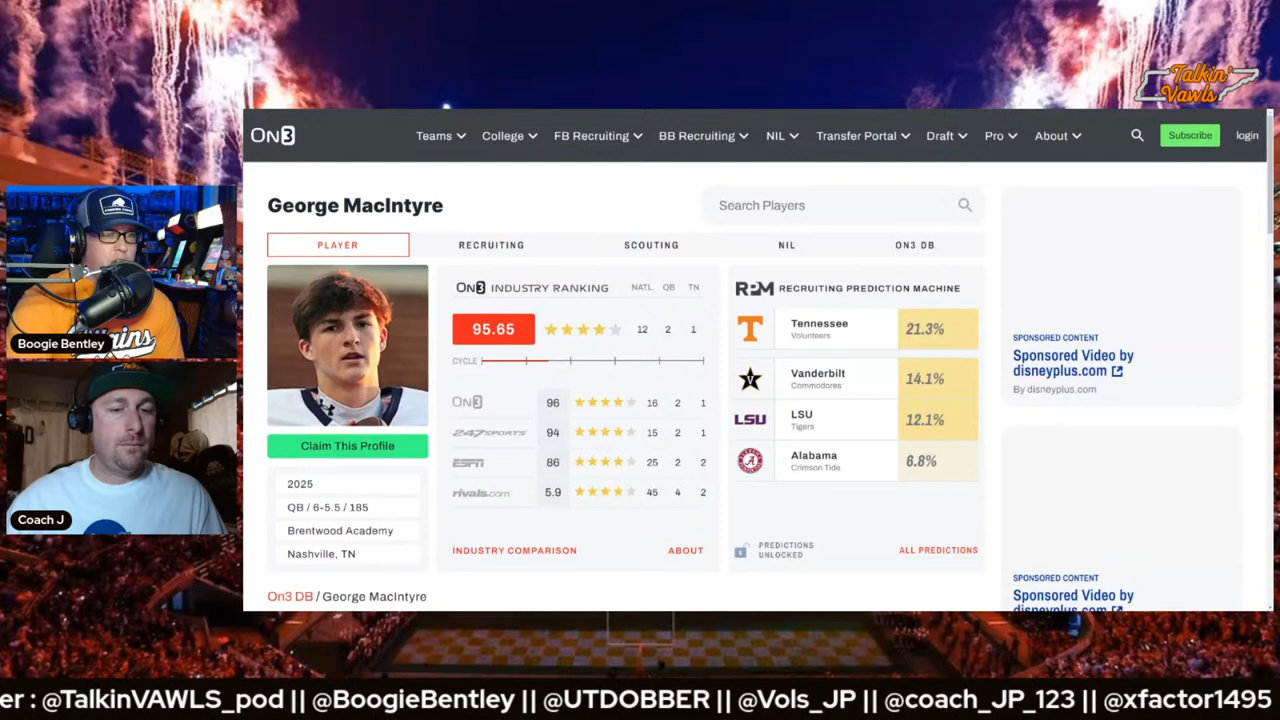 Talkin'
Vawls
On3
Teams
College
FB Recruiting
BB Recruiting
NIL
Transfer Portal
Draft
Pro
About
Subscribe
login
George MacIntyre
Search Players
PLAYER
RECRUITING
SCOUTING
NIL
ON3 DB
On3 INDUSTRY RANKING NATL. QB TN
95.65 12 2 1
CYCLE
On3 96 16 2 1
247SPORTS 94 15 2 1
ESPN 86 25 2 2
rivals.com 5.9 45 4 2
INDUSTRY COMPARISON
ABOUT
RPM RECRUITING PREDICTION MACHINE
Tennessee
Volunteers
21.3%
Vanderbilt
Commodores
14.1%
LSU
LSU
Tigers
12.1%
Alabama
Crimson Tide
6.8%
PREDICTIONS
UNLOCKED
ALL PREDICTIONS
Claim This Profile
2025
QB / 6-5.5 / 185
Brentwood Academy
Nashville, TN
On3 DB / George MacIntyre
SPONSORED CONTENT
Sponsored Video by
disneyplus.com
By disneyplus.com
SPONSORED CONTENT
Sponsored Video by
disneyplus.com
Boogie Bentley
Coach J
er : @TalkinVAWLS_pod || @BoogieBentley || @UTDOBBER || @Vols_JP || @coach_JP_123 || @xfactor1495